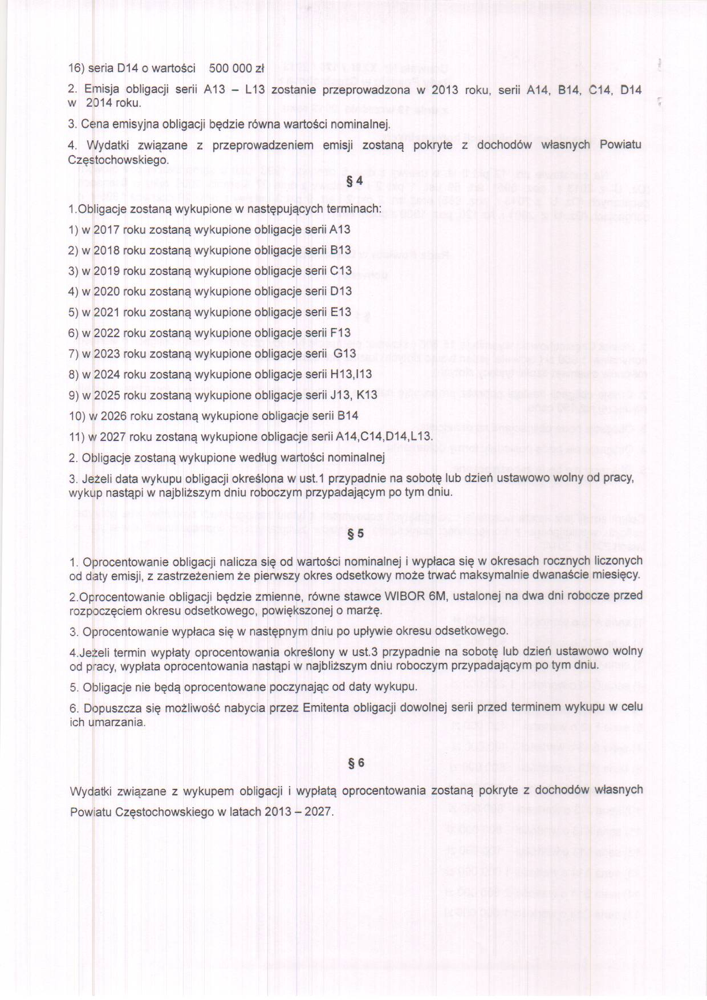 16) seria D14 o wartości 500 000 zł
2. Emisja obligacji serii A13 – L13 zostanie przeprowadzona w 2013 roku, serii A14, B14, C14, D14
w 2014 roku.
3. Cena emisyjna obligacji będzie równa wartości nominalnej.
4. Wydatki związane z przeprowadzeniem emisji zostaną pokryte z dochodów własnych Powiatu
Częstochowskiego.
§ 4
1.Obligacje zostaną wykupione w następujących terminach:
1) w 2017 roku zostaną wykupione obligacje serii A13
2) w 2018 roku zostaną wykupione obligacje serii B13
3) w 2019 roku zostaną wykupione obligacje serii C13
4) w 2020 roku zostaną wykupione obligacje serii D13
5) w 2021 roku zostaną wykupione obligacje serii E13
6) w 2022 roku zostaną wykupione obligacje serii F13
7) w 2023 roku zostaną wykupione obligacje serii G13
8) w 2024 roku zostaną wykupione obligacje serii H13,I13
9) w 2025 roku zostaną wykupione obligacje serii J13, K13
10) w 2026 roku zostaną wykupione obligacje serii B14
11) w 2027 roku zostaną wykupione obligacje serii A14,C14,D14,L13.
2. Obligacje zostaną wykupione według wartości nominalnej
3. Jeżeli data wykupu obligacji określona w ust.1 przypadnie na sobotę lub dzień ustawowo wolny od pracy,
wykup nastąpi w najbliższym dniu roboczym przypadającym po tym dniu.
§ 5
1. Oprocentowanie obligacji nalicza się od wartości nominalnej i wypłaca się w okresach rocznych liczonych
od daty emisji, z zastrzeżeniem że pierwszy okres odsetkowy może trwać maksymalnie dwanaście miesięcy.
2.Oprocentowanie obligacji będzie zmienne, równe stawce WIBOR 6M, ustalonej na dwa dni robocze przed
rozpoczęciem okresu odsetkowego, powiększonej o marżę.
3. Oprocentowanie wypłaca się w następnym dniu po upływie okresu odsetkowego.
4.Jeżeli termin wypłaty oprocentowania określony w ust.3 przypadnie na sobotę lub dzień ustawowo wolny
od pracy, wypłata oprocentowania nastąpi w najbliższym dniu roboczym przypadającym po tym dniu.
5. Obligacje nie będą oprocentowane poczynając od daty wykupu.
6. Dopuszcza się możliwość nabycia przez Emitenta obligacji dowolnej serii przed terminem wykupu w celu
ich umarzania.
§ 6
Wydatki związane z wykupem obligacji i wypłatą oprocentowania zostaną pokryte z dochodów własnych
Powiatu Częstochowskiego w latach 2013 – 2027.